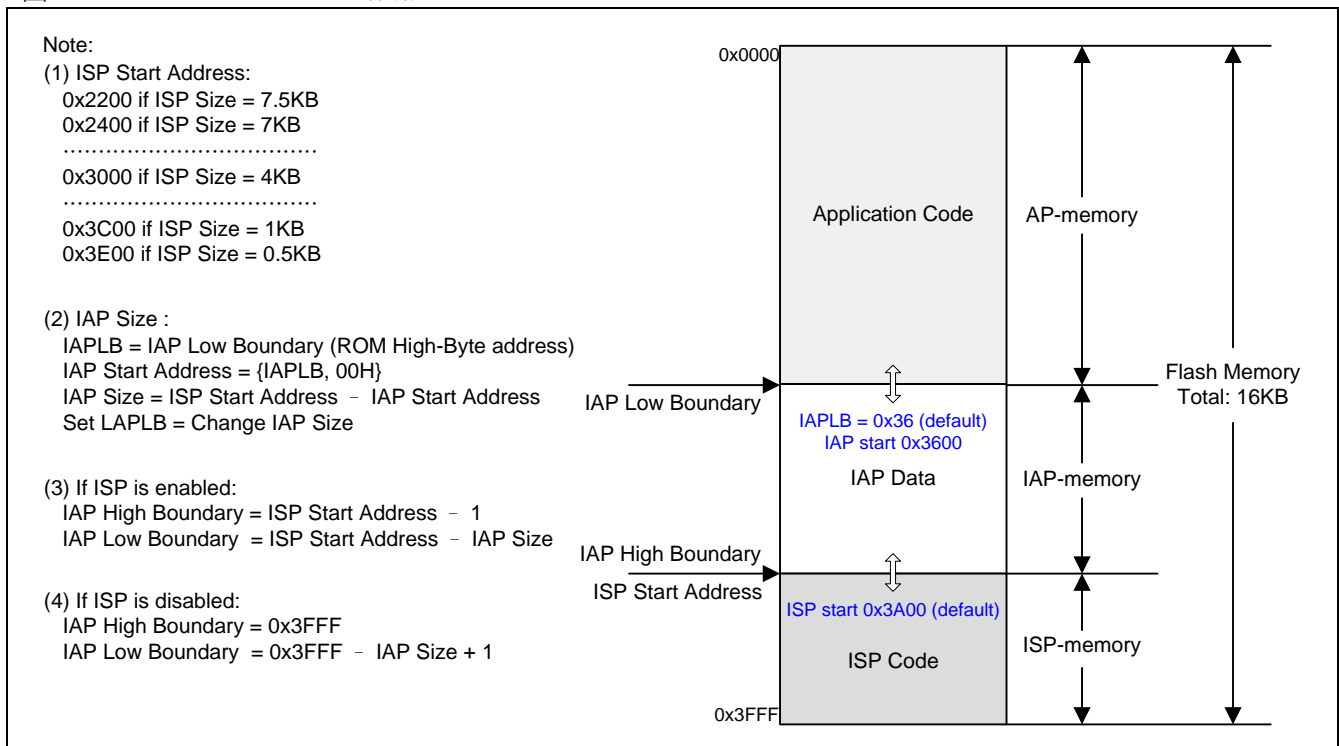 Note:
(1) ISP Start Address:
0x2200 if ISP Size = 7.5KB
0x2400 if ISP Size = 7KB
....................................
0x3000 if ISP Size = 4KB
....................................
0x3C00 if ISP Size = 1KB
0x3E00 if ISP Size = 0.5KB
(2) IAP Size :
IAPLB = IAP Low Boundary (ROM High-Byte address)
IAP Start Address = {IAPLB, 00H}
IAP Size = ISP Start Address – IAP Start Address
Set LAPLB = Change IAP Size
(3) If ISP is enabled:
IAP High Boundary = ISP Start Address – 1
IAP Low Boundary = ISP Start Address – IAP Size
(4) If ISP is disabled:
IAP High Boundary = 0x3FFF
IAP Low Boundary = 0x3FFF – IAP Size + 1
0x0000
Application Code
AP-memory
IAP Low Boundary
IAPLB = 0x36 (default)
IAP start 0x3600
IAP Data
IAP-memory
Flash Memory
Total: 16KB
IAP High Boundary
ISP Start Address
ISP start 0x3A00 (default)
ISP Code
ISP-memory
0x3FFF